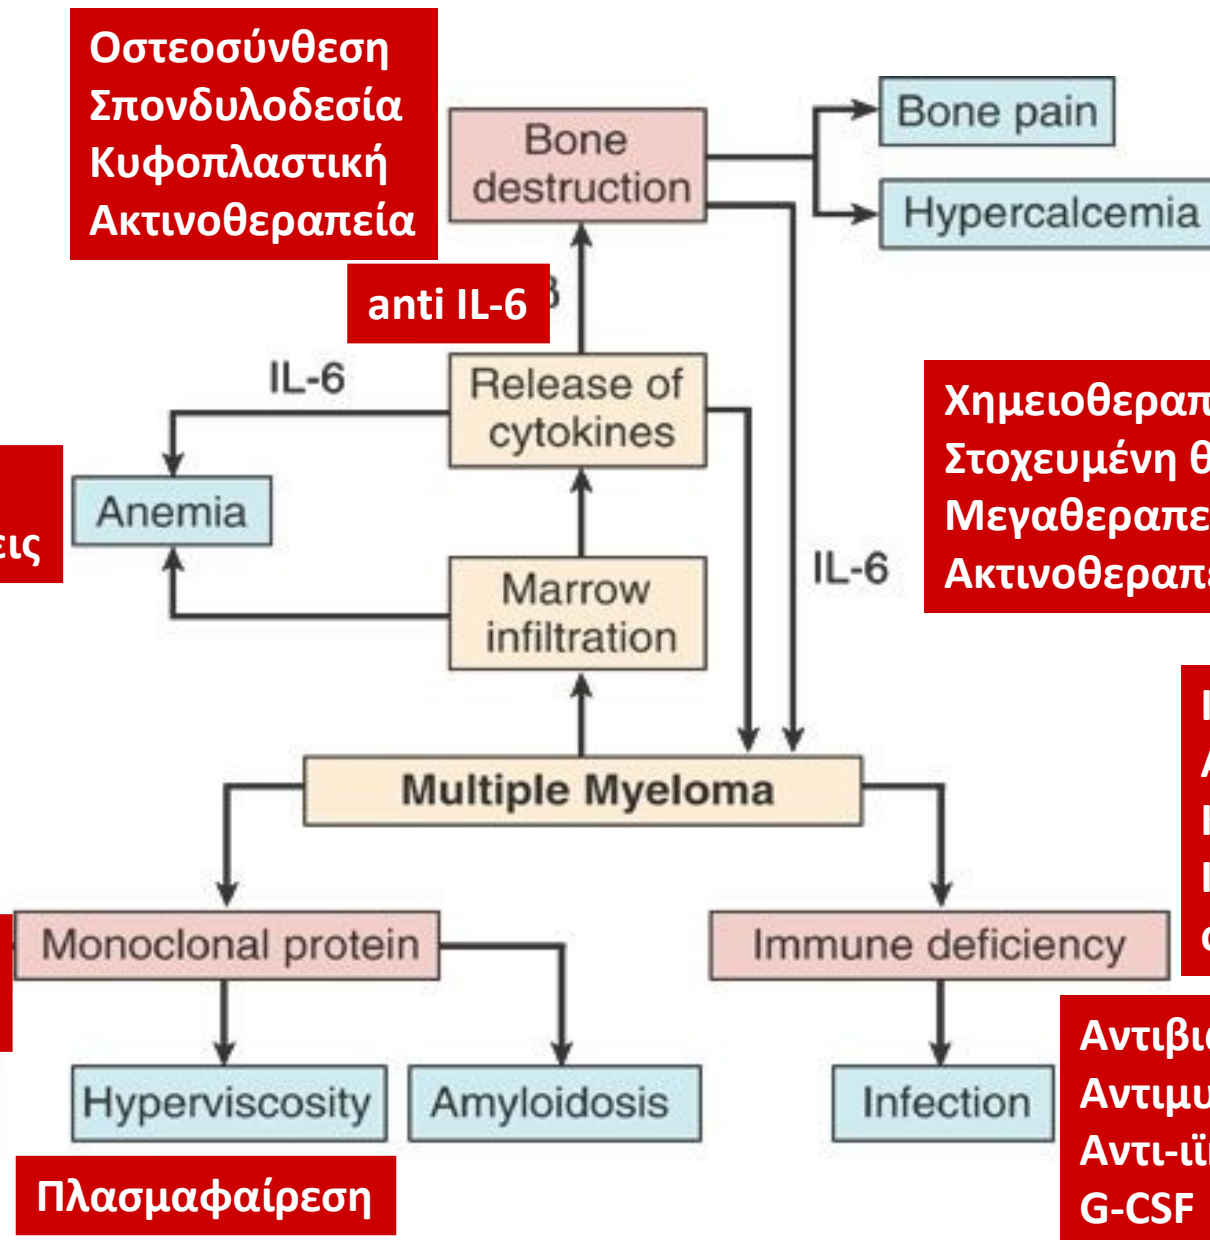 Οστεοσύνθεση
Σπονδυλοδεσία
Κυφοπλαστική
Ακτινοθεραπεία
Bone
destruction
Bone pain
Hypercalcemia
anti IL-6
IL-6
Release of
cytokines
Anemia
Marrow
infiltration
IL-6
Multiple Myeloma
Monoclonal protein
Immune deficiency
Hyperviscosity
Amyloidosis
Infection
Πλασμαφαίρεση
G-CSF